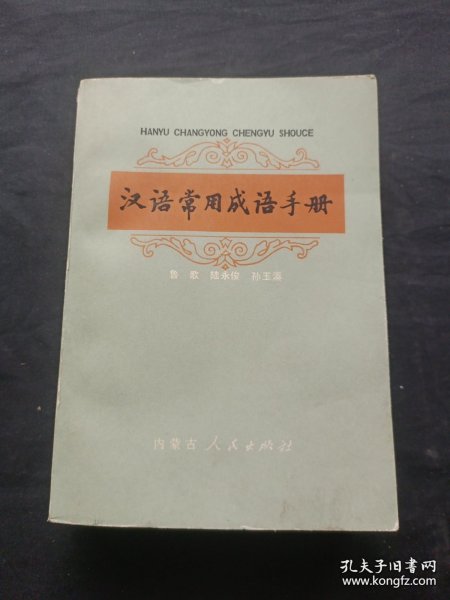 HANYU CHANGYONG CHENGYU SHOUCE
汉语常用成语手册
鲁歌 陆永俊 孙玉溪
内蒙古人民出版社
孔夫子旧书网
www.kongfz.com